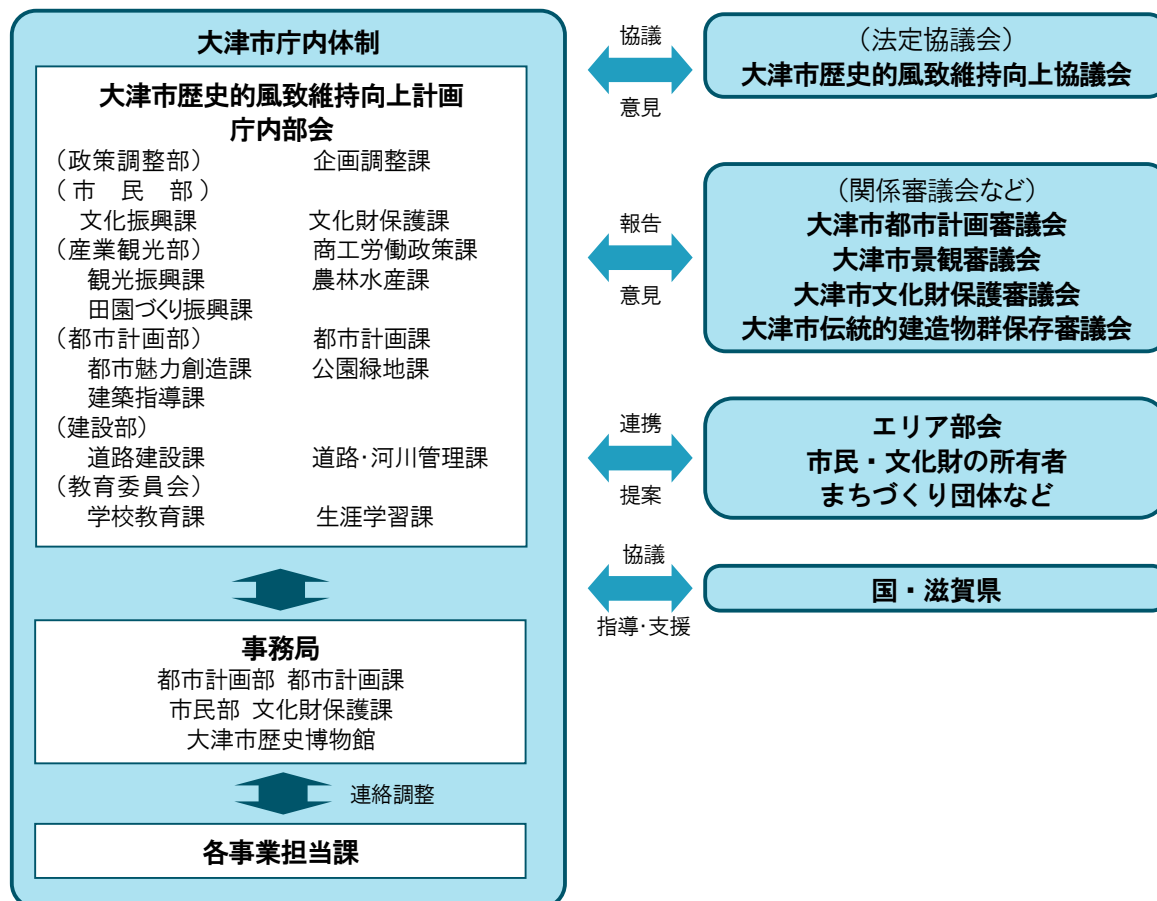 大津市庁内体制
大津市歴史的風致維持向上計画
庁内部会
（政策調整部） 企画調整課
（市　民　部）
文化振興課 文化財保護課
（産業観光部） 商工労働政策課
観光振興課 農林水産課
田園づくり振興課
（都市計画部） 都市計画課
都市魅力創造課 公園緑地課
建築指導課
（建設部）
道路建設課 道路・河川管理課
（教育委員会）
学校教育課 生涯学習課
事務局
都市計画部 都市計画課
市民部 文化財保護課
大津市歴史博物館
連絡調整
各事業担当課
協議
意見
（法定協議会）
大津市歴史的風致維持向上協議会
報告
意見
（関係審議会など）
大津市都市計画審議会
大津市景観審議会
大津市文化財保護審議会
大津市伝統的建造物群保存審議会
連携
提案
エリア部会
市民・文化財の所有者
まちづくり団体など
協議
指導・支援
国・滋賀県